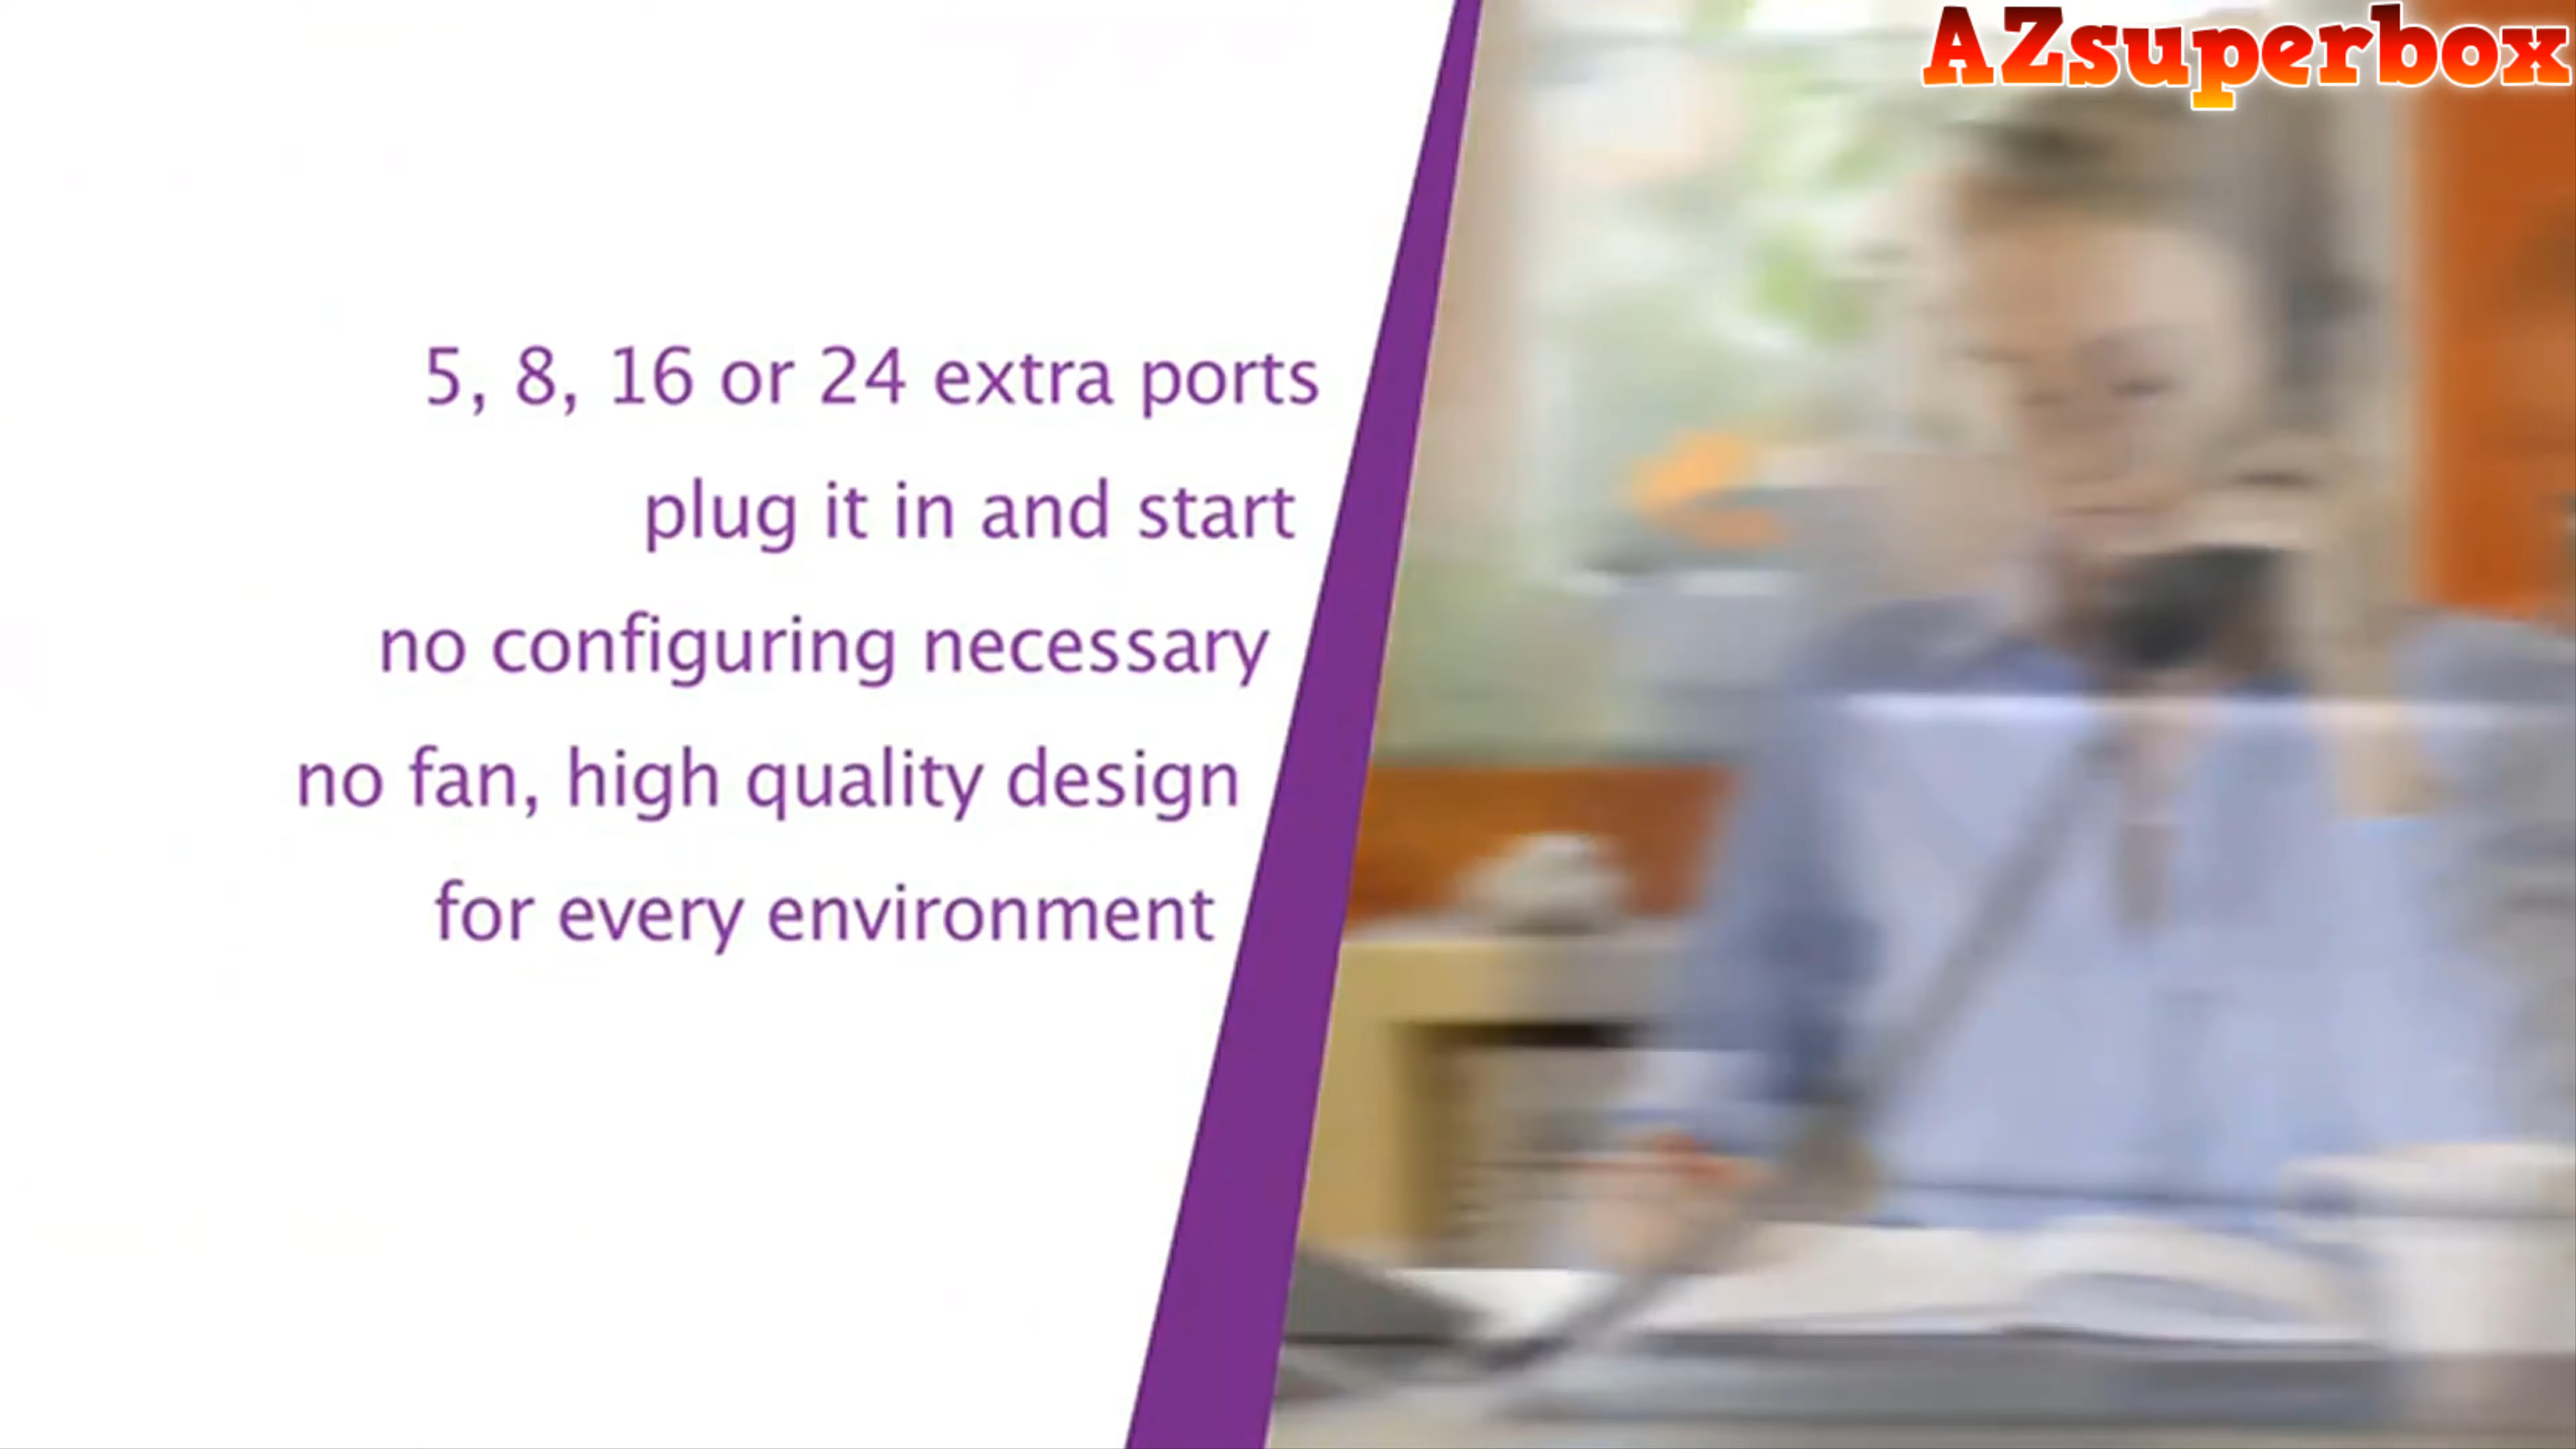 AZsuperbox
5, 8, 16 or 24 extra ports
plug it in and start
no configuring necessary
no fan, high quality design
for every environment